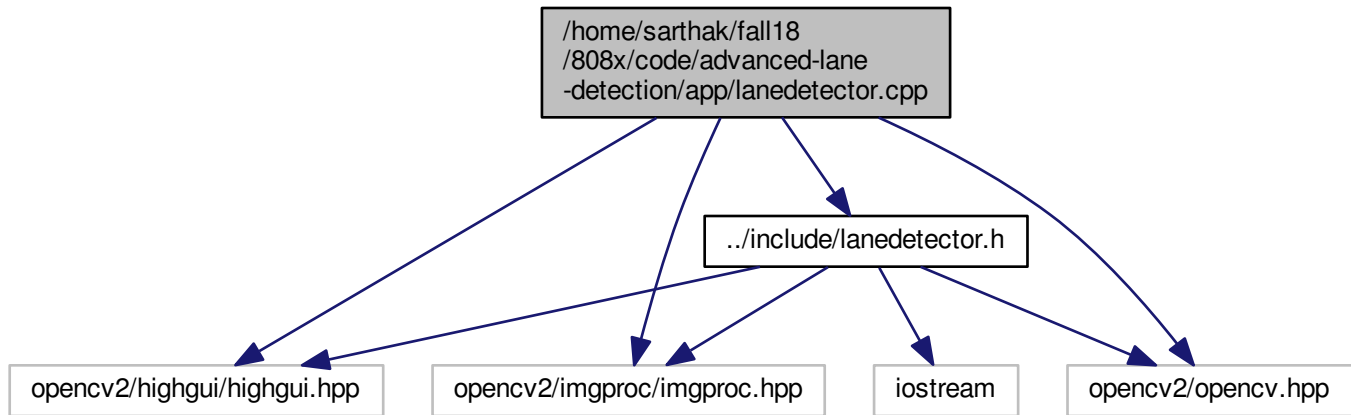 /home/sarthak/fall18
/808x/code/advanced-lane
-detection/app/lanedetector.cpp
../include/lanedetector.h
opencv2/highgui/highgui.hpp
opencv2/imgproc/imgproc.hpp
iostream
opencv2/opencv.hpp